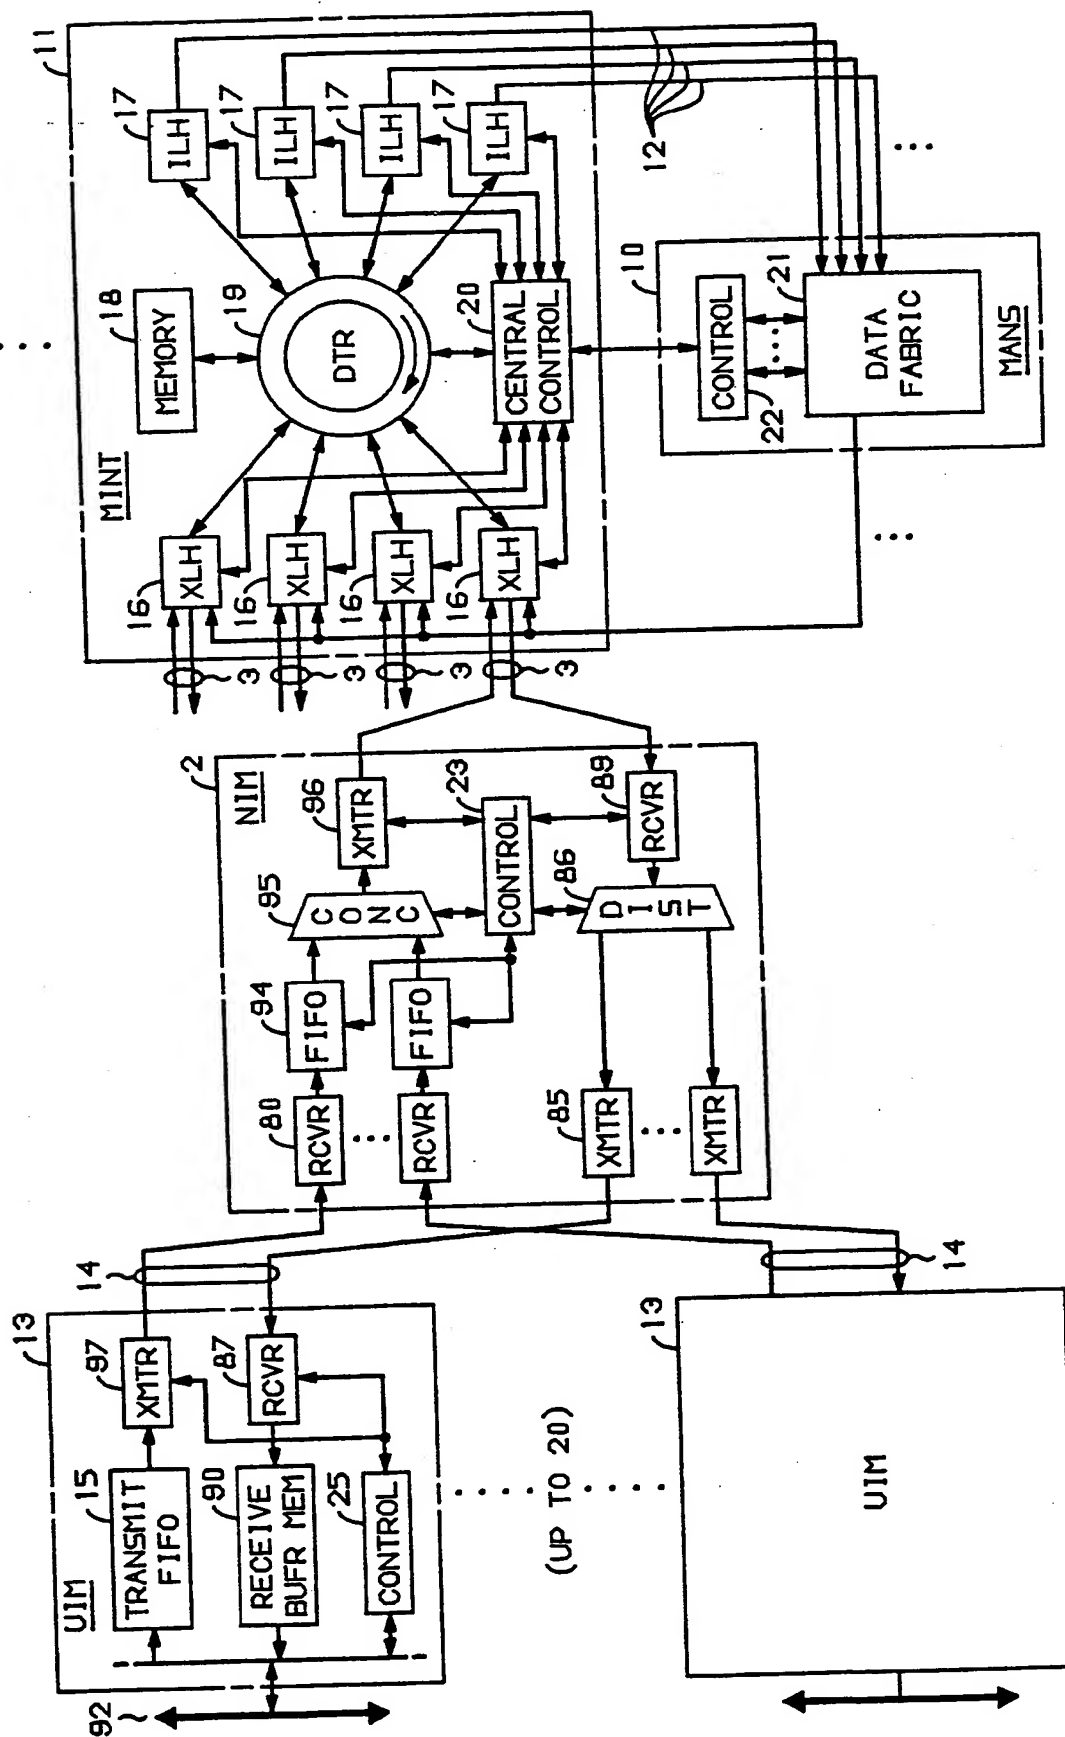 13
UIM
15
TRANSMIT
FIFO
97
XMTR
90
RECEIVE
BUFR MEM
87
RCVR
25
CONTROL
92
14
(UP TO 20)
13
UIM
14
2
NIM
80
RCVR
94
FIFO
95
CONC
96
XMTR
RCVR
FIFO
23
CONTROL
85
XMTR
86
DIST
89
RCVR
XMTR
11
MINT
3
16
XLH
3
16
XLH
3
16
XLH
3
16
XLH
18
MEMORY
19
DTR
20
CENTRAL
CONTROL
17
ILH
17
ILH
17
ILH
17
ILH
12
10
CONTROL
22
21
DATA
FABRIC
MANS